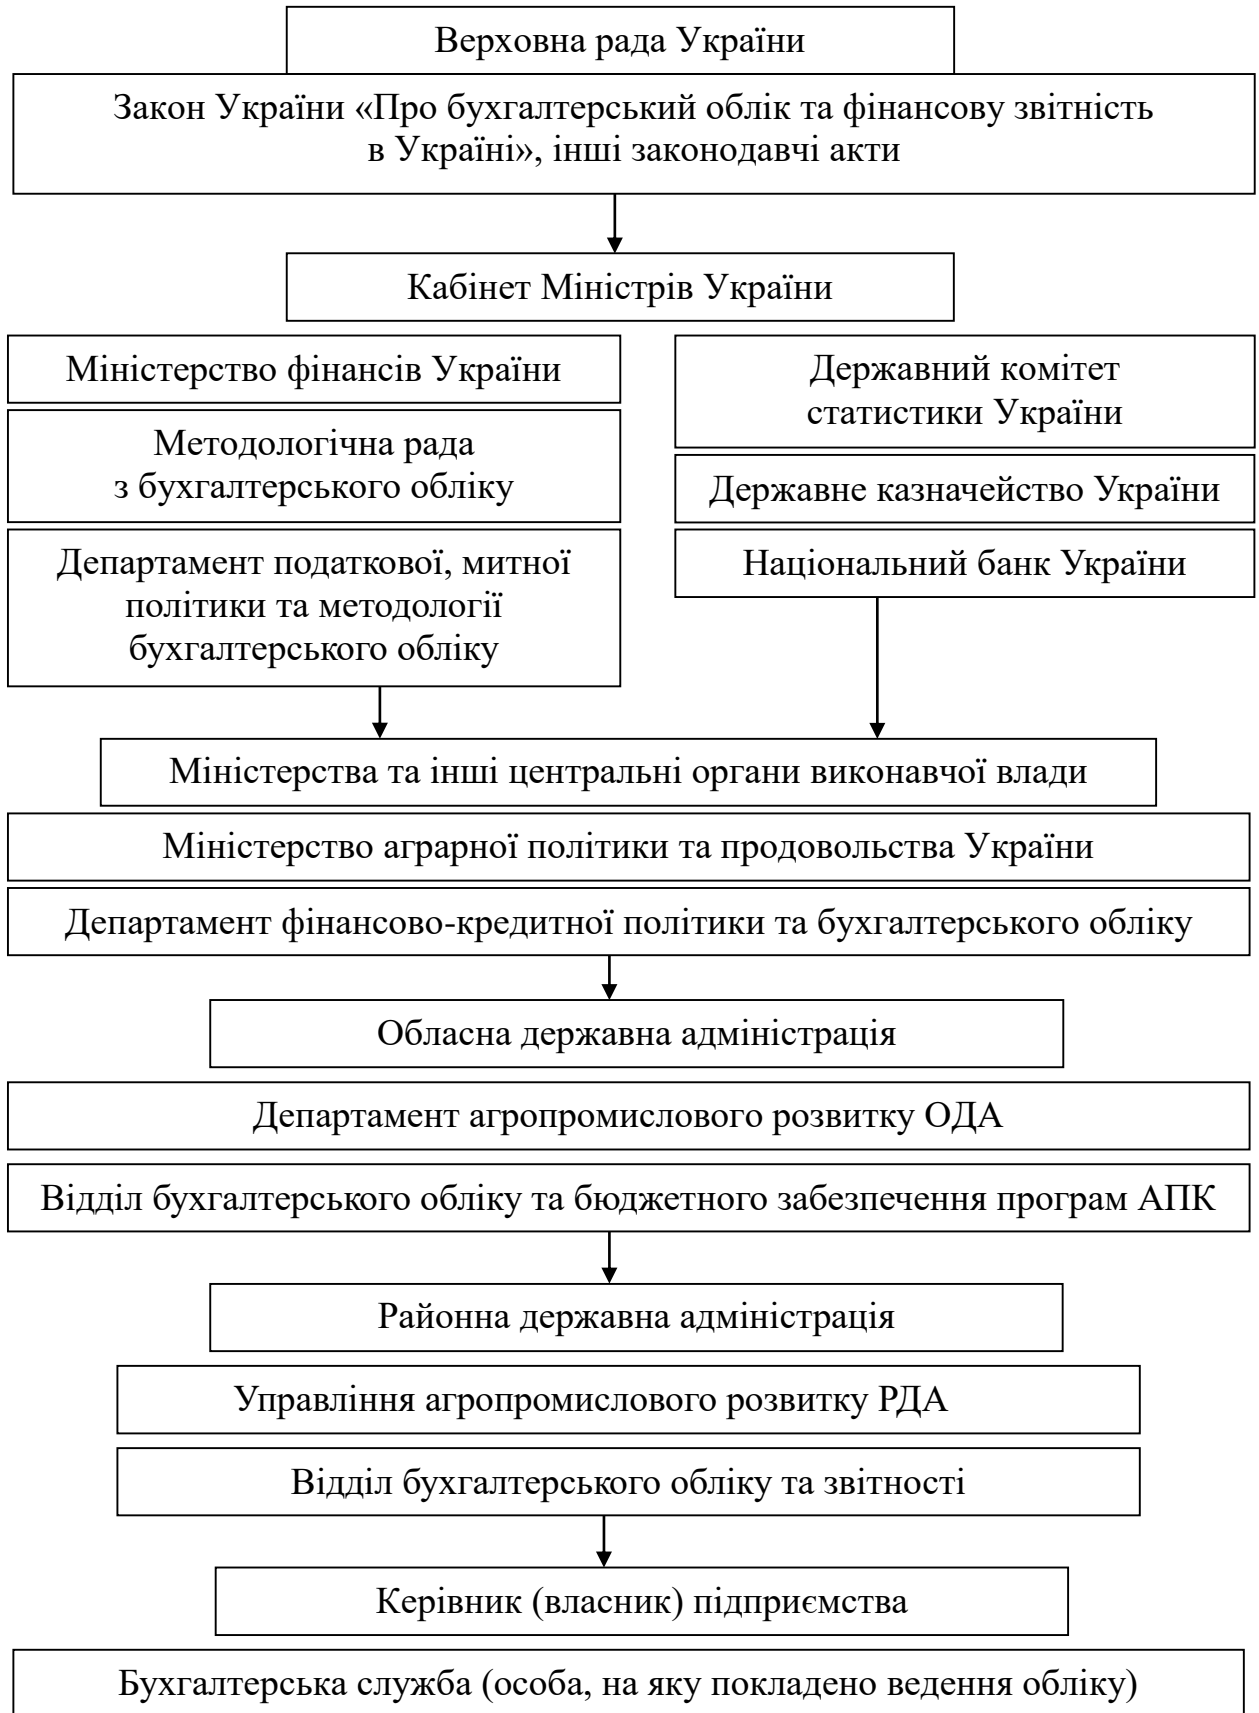 Верховна рада України
Закон України «Про бухгалтерський облік та фінансову звітність
в Україні», інші законодавчі акти
Кабінет Міністрів України
Міністерство фінансів України
Методологічна рада
з бухгалтерського обліку
Департамент податкової, митної
політики та методології
бухгалтерського обліку
Державний комітет
статистики України
Державне казначейство України
Національний банк України
Міністерства та інші центральні органи виконавчої влади
Міністерство аграрної політики та продовольства України
Департамент фінансово-кредитної політики та бухгалтерського обліку
Обласна державна адміністрація
Департамент агропромислового розвитку ОДА
Відділ бухгалтерського обліку та бюджетного забезпечення програм АПК
Районна державна адміністрація
Управління агропромислового розвитку РДА
Відділ бухгалтерського обліку та звітності
Керівник (власник) підприємства
Бухгалтерська служба (особа, на яку покладено ведення обліку)